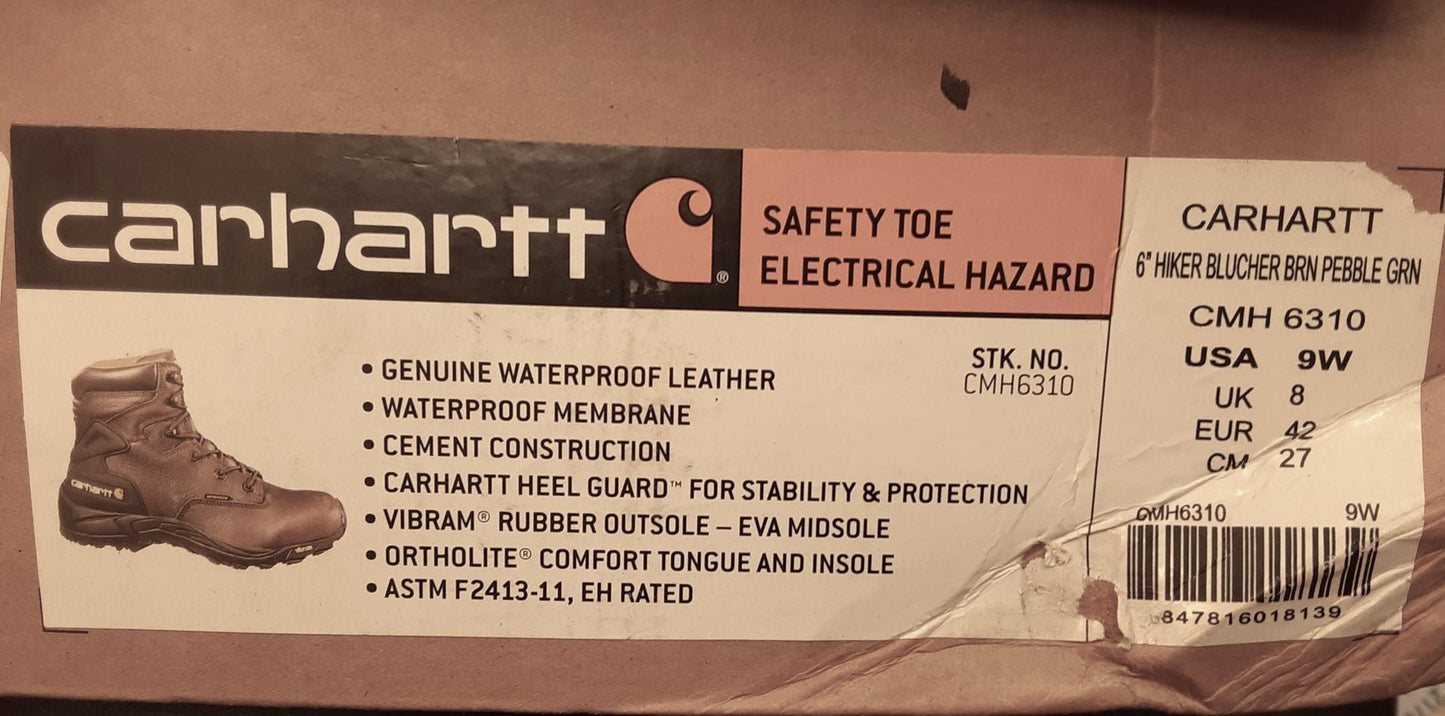 carhartt ®
SAFETY TOE
ELECTRICAL HAZARD
• GENUINE WATERPROOF LEATHER
• WATERPROOF MEMBRANE
• CEMENT CONSTRUCTION
• CARHARTT HEEL GUARD™ FOR STABILITY & PROTECTION
• VIBRAM® RUBBER OUTSOLE – EVA MIDSOLE
• ORTHOLITE® COMFORT TONGUE AND INSOLE
• ASTM F2413-11, EH RATED
STK. NO.
CMH6310
carhartt
CARHARTT
6" HIKER BLUCHER BRN PEBBLE GRN
CMH 6310
USA 9W
UK 8
EUR 42
CM 27
CMH6310 9W
847816018139